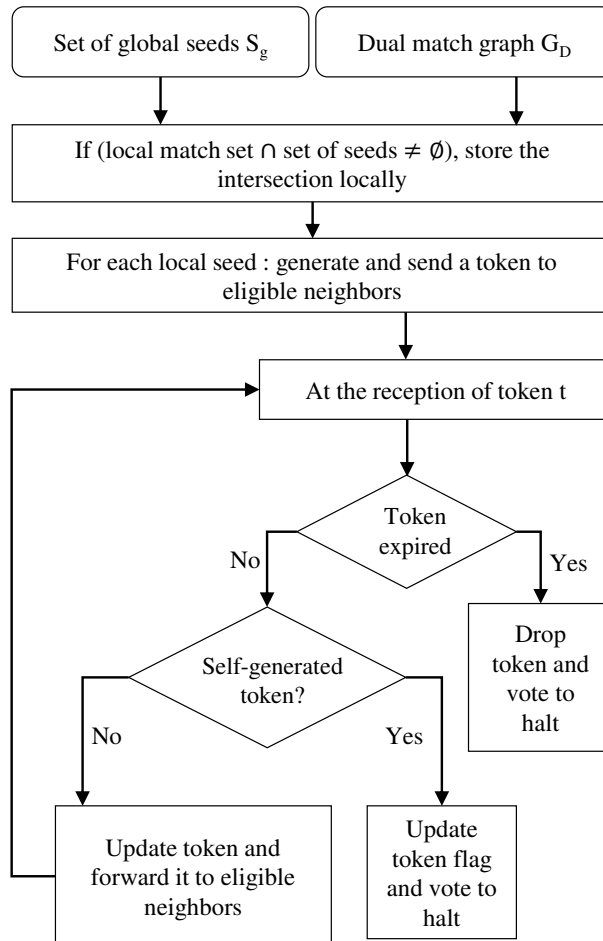 Set of global seeds S_g
Dual match graph G_D
If (local match set ∩ set of seeds ≠ ∅), store the
intersection locally
For each local seed : generate and send a token to
eligible neighbors
At the reception of token t
Token
expired
No
Yes
Drop
token and
vote to
halt
Self-generated
token?
No
Yes
Update token and
forward it to eligible
neighbors
Update
token flag
and vote to
halt